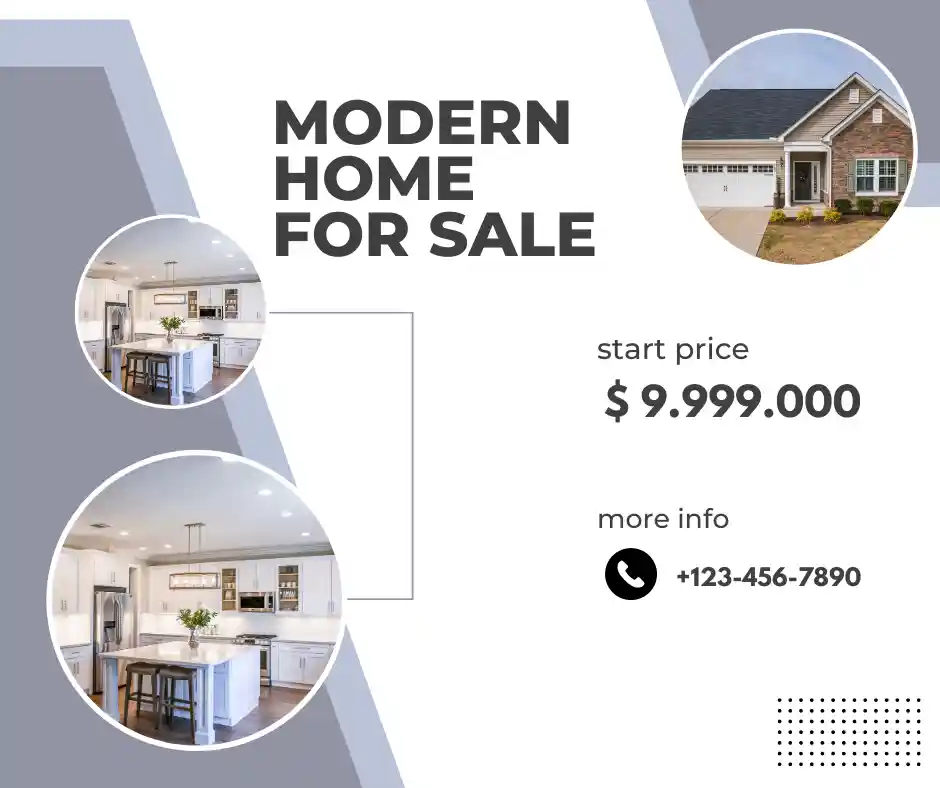 MODERN
HOME
FOR SALE
start price
$ 9.999.000
more info
+123-456-7890